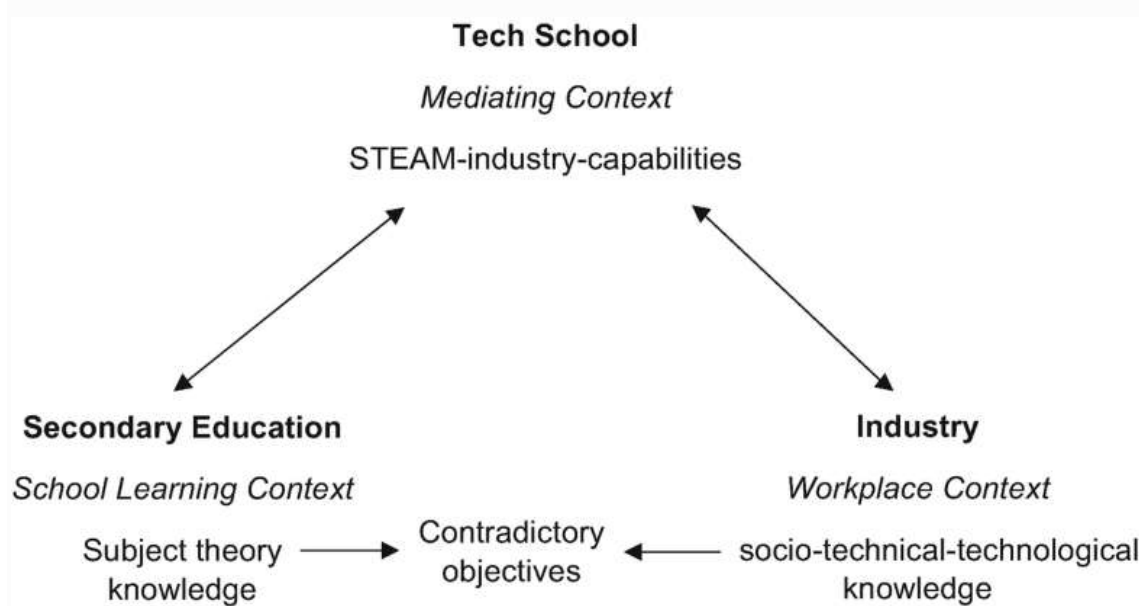 Tech School
Mediating Context
STEAM-industry-capabilities
Secondary Education
School Learning Context
Subject theory
knowledge
Contradictory
objectives
Industry
Workplace Context
socio-technical-technological
knowledge